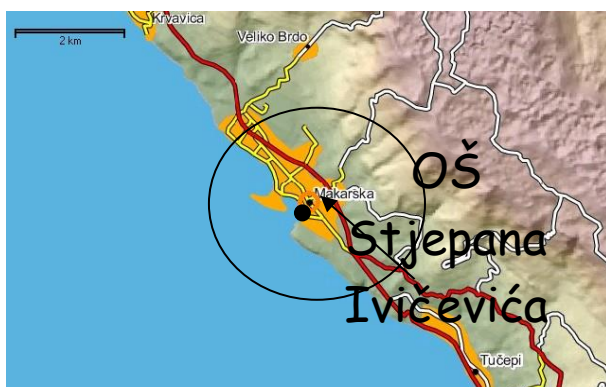 Krvavica
2 km
Veliko Brdo
OŠ
Makarska
Stjepana
Ivičevića
Tučepi